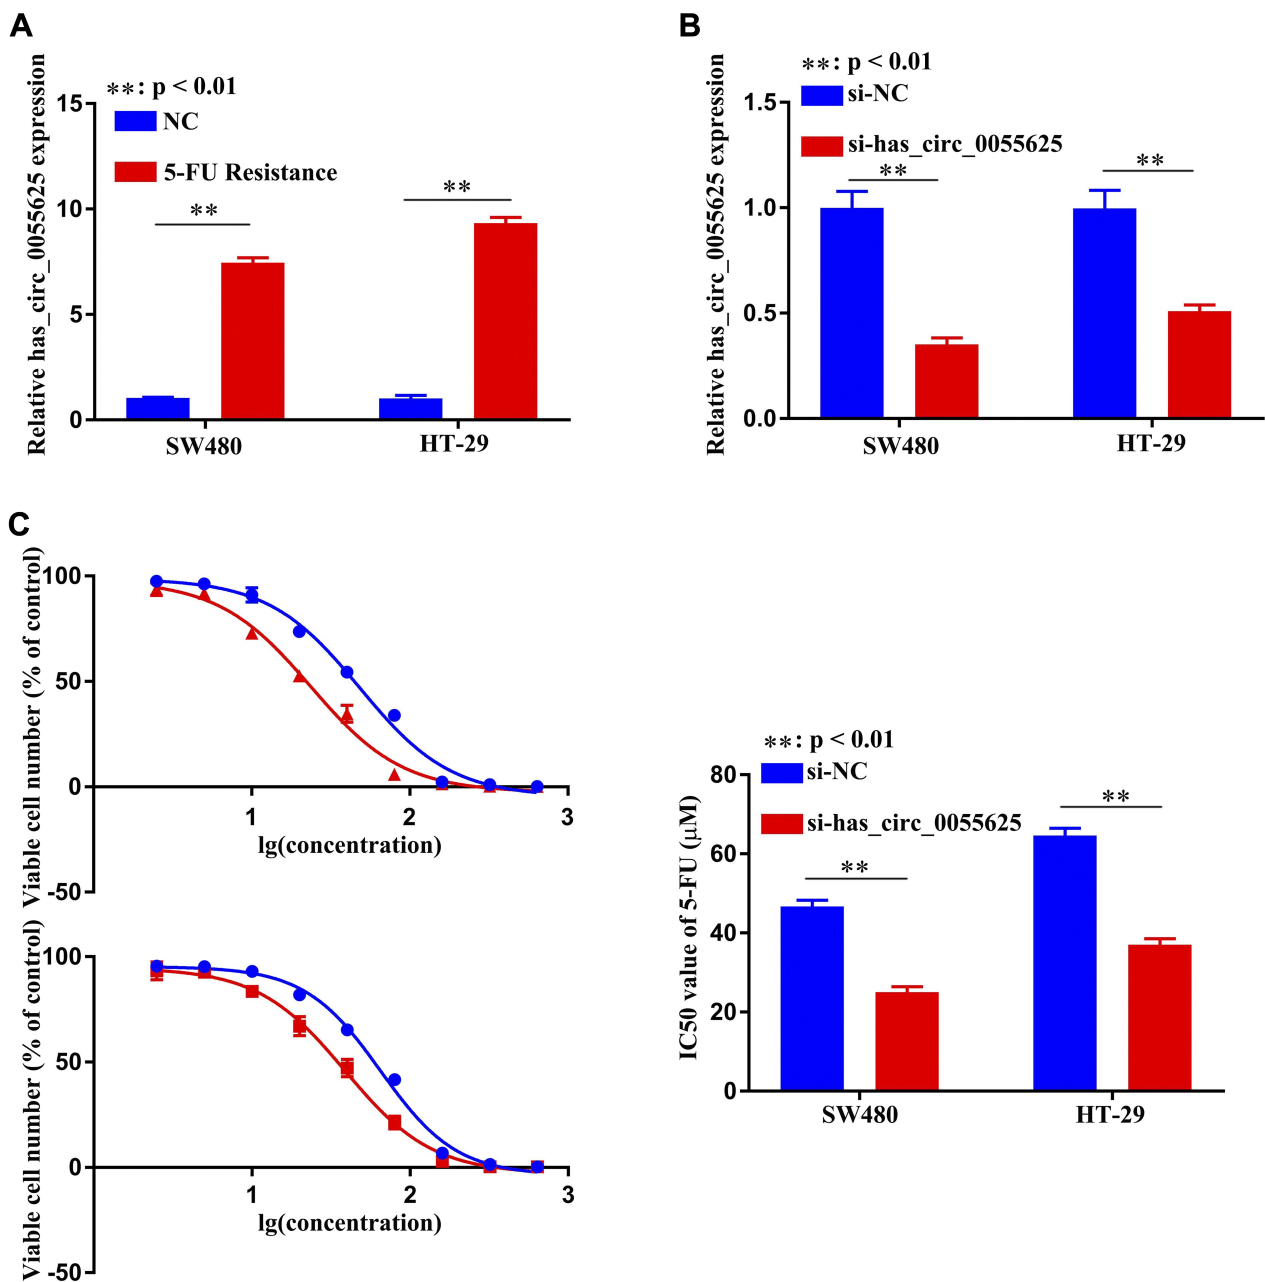 A
**: p < 0.01
NC
5-FU Resistance
Relative has_circ_0055625 expression
15
10
5
0
**
**
SW480
HT-29
B
**: p < 0.01
si-NC
si-has_circ_0055625
Relative has_circ_0055625 expression
1.5
1.0
0.5
0.0
**
**
SW480
HT-29
C
Viable cell number (% of control)
100
50
0
-50
1
2
3
lg(concentration)
Viable cell number (% of control)
100
50
0
-50
1
2
3
lg(concentration)
**: p < 0.01
si-NC
si-has_circ_0055625
IC50 value of 5-FU (μM)
80
60
40
20
0
**
**
SW480
HT-29